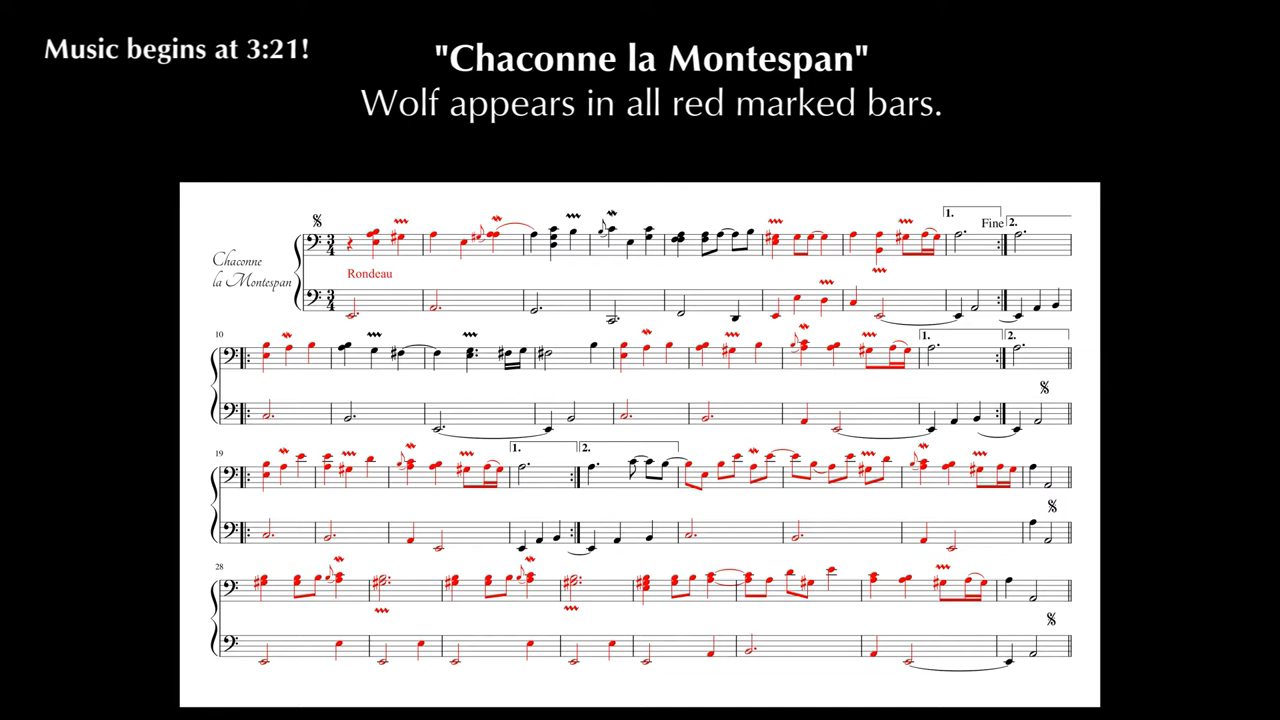 Music begins at 3:21!
"Chaconne la Montespan"
Wolf appears in all red marked bars.
1.
Fine
2.
Chaconne
la Montespan
Rondeau
10
1.
2.
19
1.
2.
28